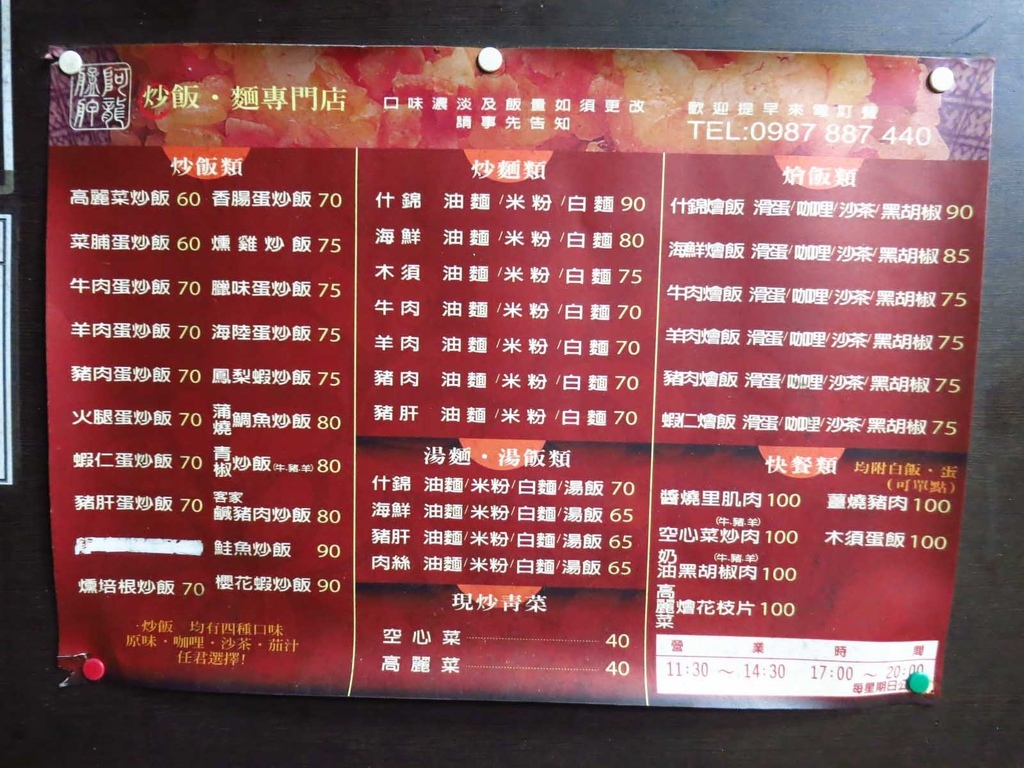 阿龍
炒飯・麵專門店
口味濃淡及飯量如須更改
請事先告知
歡迎提早來電訂餐
TEL:0987 887 440
炒飯類
高麗菜炒飯 60 香腸蛋炒飯 70
菜脯蛋炒飯 60 燻雞炒飯 75
牛肉蛋炒飯 70 臘味蛋炒飯 75
羊肉蛋炒飯 70 海陸蛋炒飯 75
豬肉蛋炒飯 70 鳳梨蝦炒飯 75
火腿蛋炒飯 70 蒲燒鯛魚炒飯 80
蝦仁蛋炒飯 70 青椒炒飯(牛.豬.羊) 80
豬肝蛋炒飯 70 客家鹹豬肉炒飯 80
鮭魚炒飯 90
燻培根炒飯 70 櫻花蝦炒飯 90
炒飯 均有四種口味
原味・咖哩・沙茶・茄汁
任君選擇!
炒麵類
什錦 油麵/米粉/白麵 90
海鮮 油麵/米粉/白麵 80
木須 油麵/米粉/白麵 75
牛肉 油麵/米粉/白麵 70
羊肉 油麵/米粉/白麵 70
豬肉 油麵/米粉/白麵 70
豬肝 油麵/米粉/白麵 70
湯麵・湯飯類
什錦 油麵/米粉/白麵/湯飯 70
海鮮 油麵/米粉/白麵/湯飯 65
豬肝 油麵/米粉/白麵/湯飯 65
肉絲 油麵/米粉/白麵/湯飯 65
現炒青菜
空心菜 40
高麗菜 40
燴飯類
什錦燴飯 滑蛋/咖哩/沙茶/黑胡椒 90
海鮮燴飯 滑蛋/咖哩/沙茶/黑胡椒 85
牛肉燴飯 滑蛋/咖哩/沙茶/黑胡椒 75
羊肉燴飯 滑蛋/咖哩/沙茶/黑胡椒 75
豬肉燴飯 滑蛋/咖哩/沙茶/黑胡椒 75
蝦仁燴飯 滑蛋/咖哩/沙茶/黑胡椒 75
快餐類 均附白飯・蛋
(可單點)
醬燒里肌肉 100 薑燒豬肉 100
(牛.豬.羊)
空心菜炒肉 100 木須蛋飯 100
(牛.豬.羊)
奶油黑胡椒肉 100
高麗菜燴花枝片 100
營業時間
11:30 ～ 14:30 17:00 ～ 20:00
每星期日公